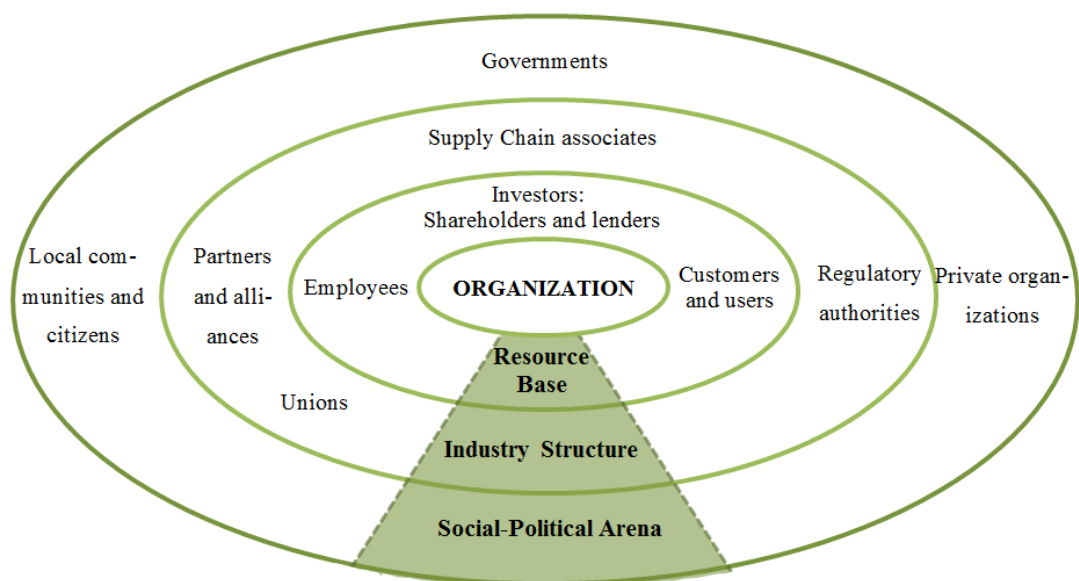 Governments
Supply Chain associates
Investors:
Shareholders and lenders
Local com-
munities and
citizens
Partners
and alli-
ances
Employees
ORGANIZATION
Customers
and users
Regulatory
authorities
Private organ-
izations
Resource
Base
Unions
Industry Structure
Social-Political Arena